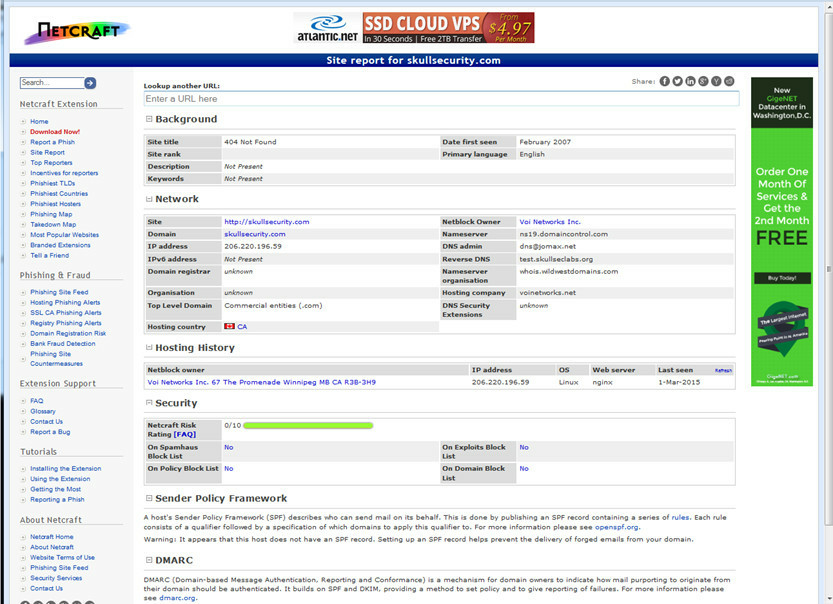 NETCRAFT
ATLANTIC.NET
SSD CLOUD VPS
In 30 Seconds | Free 2TB Transfer
From
$4.97
Per Month
Site report for skullsecurity.com
Search...
Netcraft Extension
Home
Download Now!
Report a Phish
Site Report
Top Reporters
Incentives for reporters
Phishiest TLDs
Phishiest Countries
Phishiest Hosters
Phishing Map
Takedown Map
Most Popular Websites
Branded Extensions
Tell a Friend
Phishing & Fraud
Phishing Site Feed
Hosting Phishing Alerts
SSL CA Phishing Alerts
Registry Phishing Alerts
Domain Registration Risk
Bank Fraud Detection
Phishing Site
Countermeasures
Extension Support
FAQ
Glossary
Contact Us
Report a Bug
Tutorials
Installing the Extension
Using the Extension
Getting the Most
Reporting a Phish
About Netcraft
Netcraft Home
About Netcraft
Website Terms of Use
Phishing Site Feed
Security Services
Contact Us
Share:
Lookup another URL:
Enter a URL here
Background
Site title 404 Not Found Date first seen February 2007
Site rank Primary language English
Description Not Present
Keywords Not Present
Network
Site http://skullsecurity.com Netblock Owner Voi Networks Inc.
Domain skullsecurity.com Nameserver ns19.domaincontrol.com
IP address 206.220.196.59 DNS admin dns@jomax.net
IPv6 address Not Present Reverse DNS test.skullseclabs.org
Domain registrar unknown Nameserver organisation whois.wildwestdomains.com
Organisation unknown Hosting company voinetworks.net
Top Level Domain Commercial entities (.com) DNS Security Extensions unknown
Hosting country CA
Hosting History
Netblock owner IP address OS Web server Last seen Refresh
Voi Networks Inc. 67 The Promenade Winnipeg MB CA R3B-3H9 206.220.196.59 Linux nginx 1-Mar-2015
Security
Netcraft Risk Rating [FAQ] 0/10
On Spamhaus Block List No On Exploits Block List No
On Policy Block List No On Domain Block List No
Sender Policy Framework
A host's Sender Policy Framework (SPF) describes who can send mail on its behalf. This is done by publishing an SPF record containing a series of rules. Each rule
consists of a qualifier followed by a specification of which domains to apply this qualifier to. For more information please see openspf.org.
Warning: It appears that this host does not have an SPF record. Setting up an SPF record helps prevent the delivery of forged emails from your domain.
DMARC
DMARC (Domain-based Message Authentication, Reporting and Conformance) is a mechanism for domain owners to indicate how mail purporting to originate from
their domain should be authenticated. It builds on SPF and DKIM, providing a method to set policy and to give reporting of failures. For more information please
see dmarc.org.
New
GigeNET
Datacenter in
Washington,D.C.
Order One
Month Of
Services &
Get the
2nd Month
FREE
Buy Today!
The Largest Internet
Peering Point in N. America
GigeNET.com